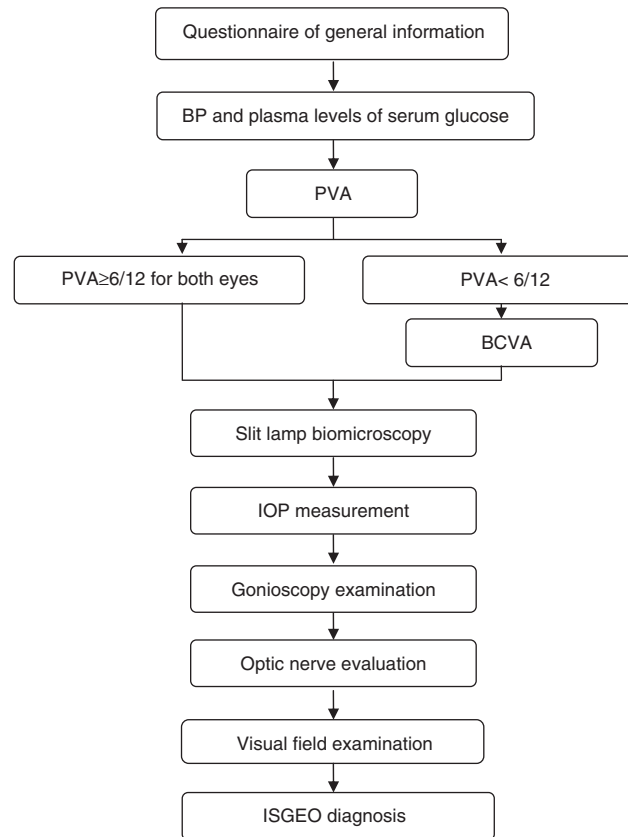 Questionnaire of general information
BP and plasma levels of serum glucose
PVA
PVA≥6/12 for both eyes
PVA< 6/12
BCVA
Slit lamp biomicroscopy
IOP measurement
Gonioscopy examination
Optic nerve evaluation
Visual field examination
ISGEO diagnosis